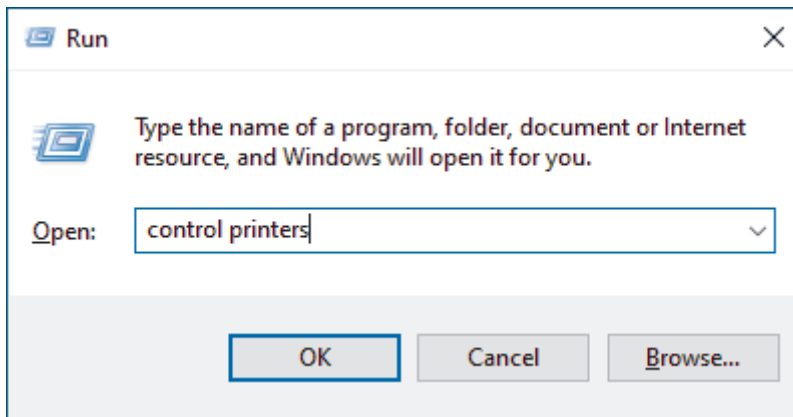 Run
Type the name of a program, folder, document or Internet
resource, and Windows will open it for you.
Open: control printers
OK Cancel Browse...